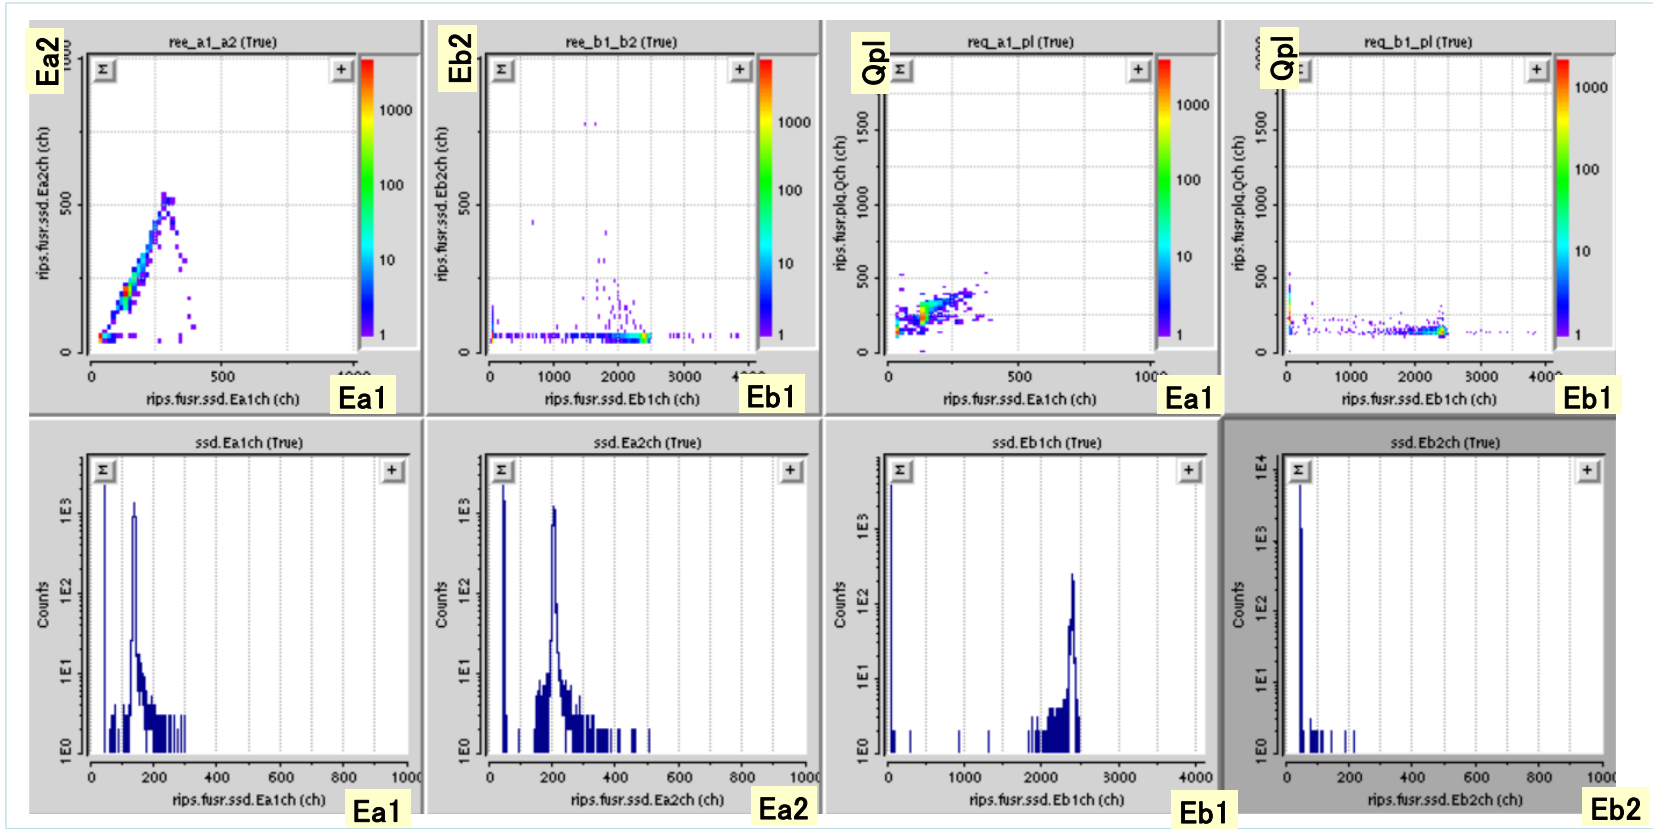 Ea2
ree_a1_a2 (True)
Σ
+
rips.fusr.ssd.Ea2ch (ch)
500
0
1000
100
10
1
0
500
rips.fusr.ssd.Ea1ch (ch)
Ea1
Eb2
ree_b1_b2 (True)
Σ
+
rips.fusr.ssd.Eb2ch (ch)
500
0
1000
100
10
1
0
1000
2000
3000
rips.fusr.ssd.Eb1ch (ch)
Eb1
Qpl
req_a1_pl (True)
Σ
+
rips.fusr.plq.Qch (ch)
1500
1000
500
0
1000
100
10
1
0
500
rips.fusr.ssd.Ea1ch (ch)
Ea1
Qpl
req_b1_pl (True)
+
rips.fusr.plq.Qch (ch)
1500
1000
500
0
1000
100
10
1
0
1000
2000
3000
rips.fusr.ssd.Eb1ch (ch)
Eb1
ssd.Ea1ch (True)
Σ
+
Counts
1E3
1E2
1E1
1E0
0
200
400
600
800
rips.fusr.ssd.Ea1ch (ch)
Ea1
ssd.Ea2ch (True)
Σ
+
Counts
1E3
1E2
1E1
1E0
0
200
400
600
800
rips.fusr.ssd.Ea2ch (ch)
Ea2
ssd.Eb1ch (True)
Σ
+
Counts
1E3
1E2
1E1
1E0
0
1000
2000
3000
4000
rips.fusr.ssd.Eb1ch (ch)
Eb1
ssd.Eb2ch (True)
Σ
+
Counts
1E4
1E3
1E2
1E1
1E0
0
200
400
600
800
rips.fusr.ssd.Eb2ch (ch)
Eb2